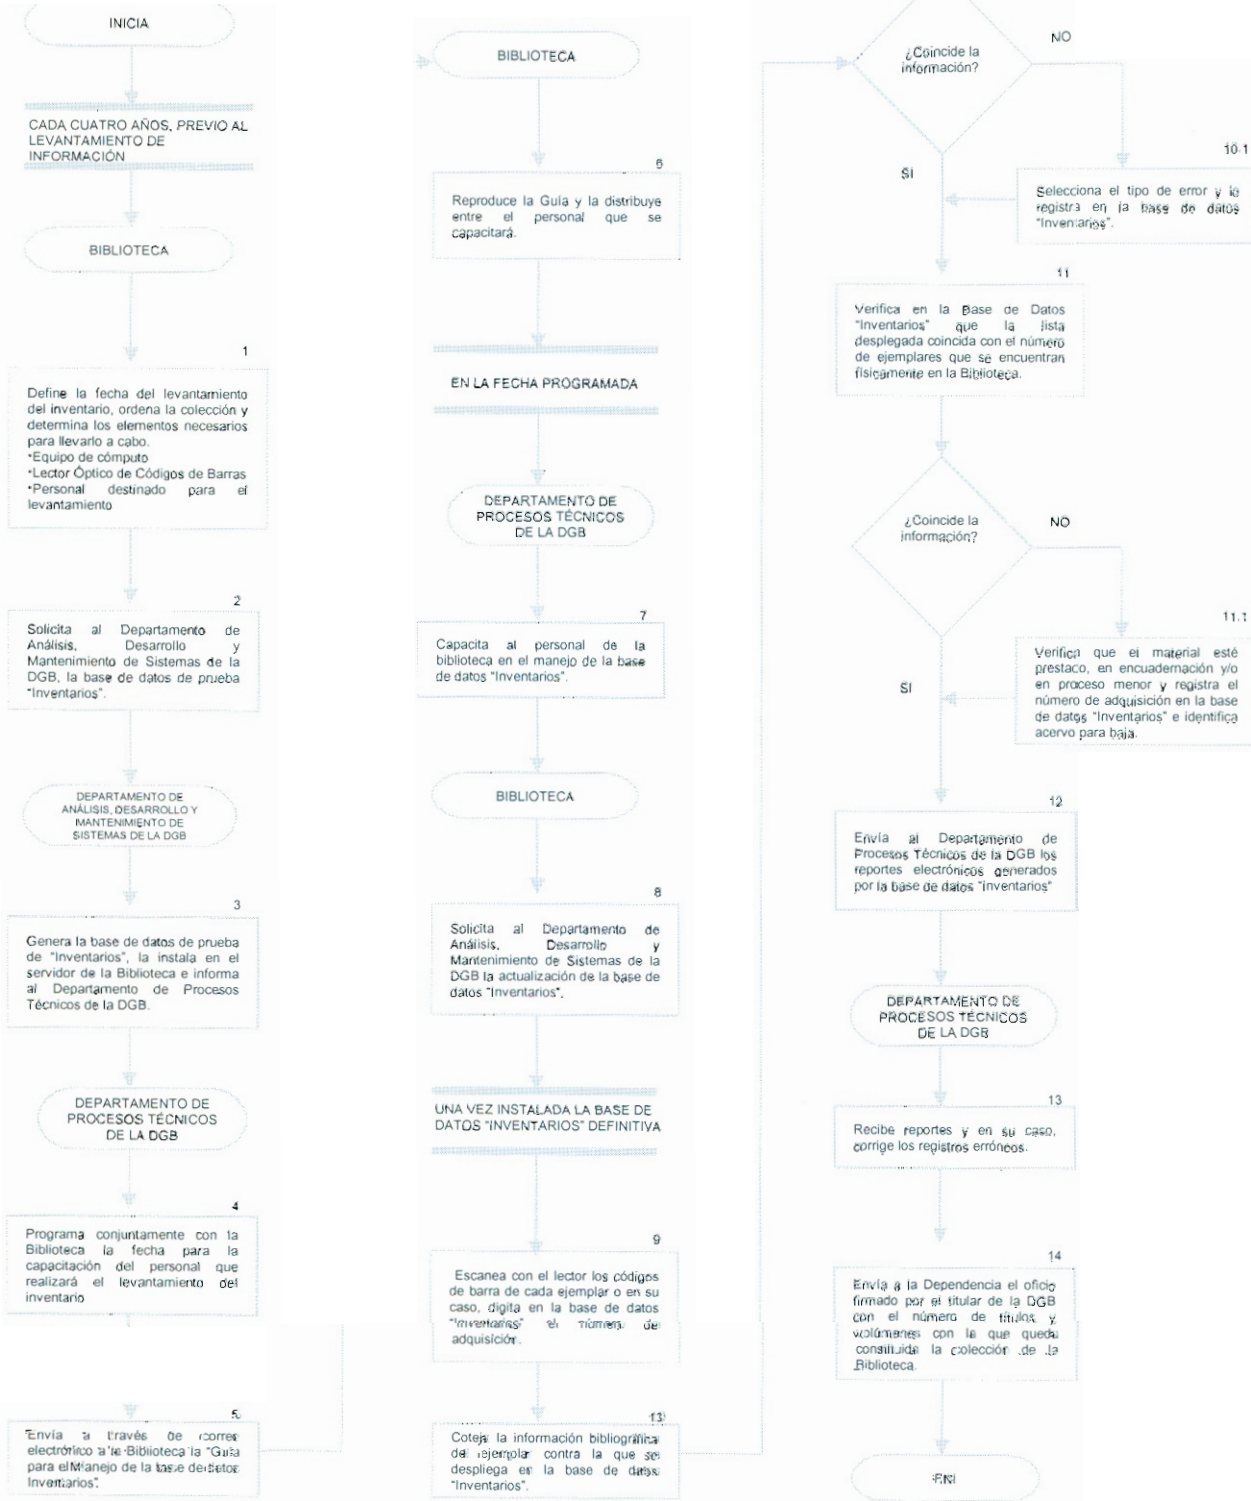 INICIA
CADA CUATRO AÑOS, PREVIO AL
LEVANTAMIENTO DE
INFORMACIÓN
BIBLIOTECA
1
Define la fecha del levantamiento
del inventario, ordena la colección y
determina los elementos necesarios
para llevarlo a cabo.
•Equipo de cómputo
•Lector Óptico de Códigos de Barras
•Personal destinado para el
levantamiento
2
Solicita al Departamento de
Análisis, Desarrollo y
Mantenimiento de Sistemas de la
DGB, la base de datos de prueba
"Inventarios".
DEPARTAMENTO DE
ANÁLISIS, DESARROLLO Y
MANTENIMIENTO DE
SISTEMAS DE LA DGB
3
Genera la base de datos de prueba
de "Inventarios", la instala en el
servidor de la Biblioteca e informa
al Departamento de Procesos
Técnicos de la DGB.
DEPARTAMENTO DE
PROCESOS TÉCNICOS
DE LA DGB
4
Programa conjuntamente con la
Biblioteca la fecha para la
capacitación del personal que
realizará el levantamiento del
inventario
5
Envía a través de correo
electrónico a la Biblioteca la "Guía
para el Manejo de la base de datos
Inventarios".
BIBLIOTECA
6
Reproduce la Guía y la distribuye
entre el personal que se
capacitará.
EN LA FECHA PROGRAMADA
DEPARTAMENTO DE
PROCESOS TÉCNICOS
DE LA DGB
7
Capacita al personal de la
biblioteca en el manejo de la base
de datos "Inventarios".
BIBLIOTECA
8
Solicita al Departamento de
Análisis, Desarrollo y
Mantenimiento de Sistemas de la
DGB la actualización de la base de
datos "Inventarios".
UNA VEZ INSTALADA LA BASE DE
DATOS "INVENTARIOS" DEFINITIVA
9
Escanea con el lector los códigos
de barra de cada ejemplar o en su
caso, digita en la base de datos
"Inventarios" el número de
adquisición.
Coteja la información bibliográfica
del ejemplar contra la que se
despliega en la base de datos
"Inventarios".
¿Coincide la
información?
NO
SI
10.1
Selecciona el tipo de error y lo
registra en la base de datos
"Inventarios".
11
Verifica en la Base de Datos
"Inventarios" que la lista
desplegada coincida con el número
de ejemplares que se encuentran
físicamente en la Biblioteca.
¿Coincide la
información?
NO
SI
11.1
Verifica que el material esté
prestaco, en encuadernación y/o
en proceso menor y registra el
número de adquisición en la base
de datos "Inventarios" e identifica
acervo para baja.
12
Envía al Departamento de
Procesos Técnicos de la DGB los
reportes electrónicos generados
por la base de datos "Inventarios"
DEPARTAMENTO DE
PROCESOS TÉCNICOS
DE LA DGB
13
Recibe reportes y en su caso,
corrige los registros erróneos.
14
Envía a la Dependencia el oficio
firmado por el titular de la DGB
con el número de títulos y
volúmenes con la que queda
constituida la colección de la
Biblioteca.
FIN